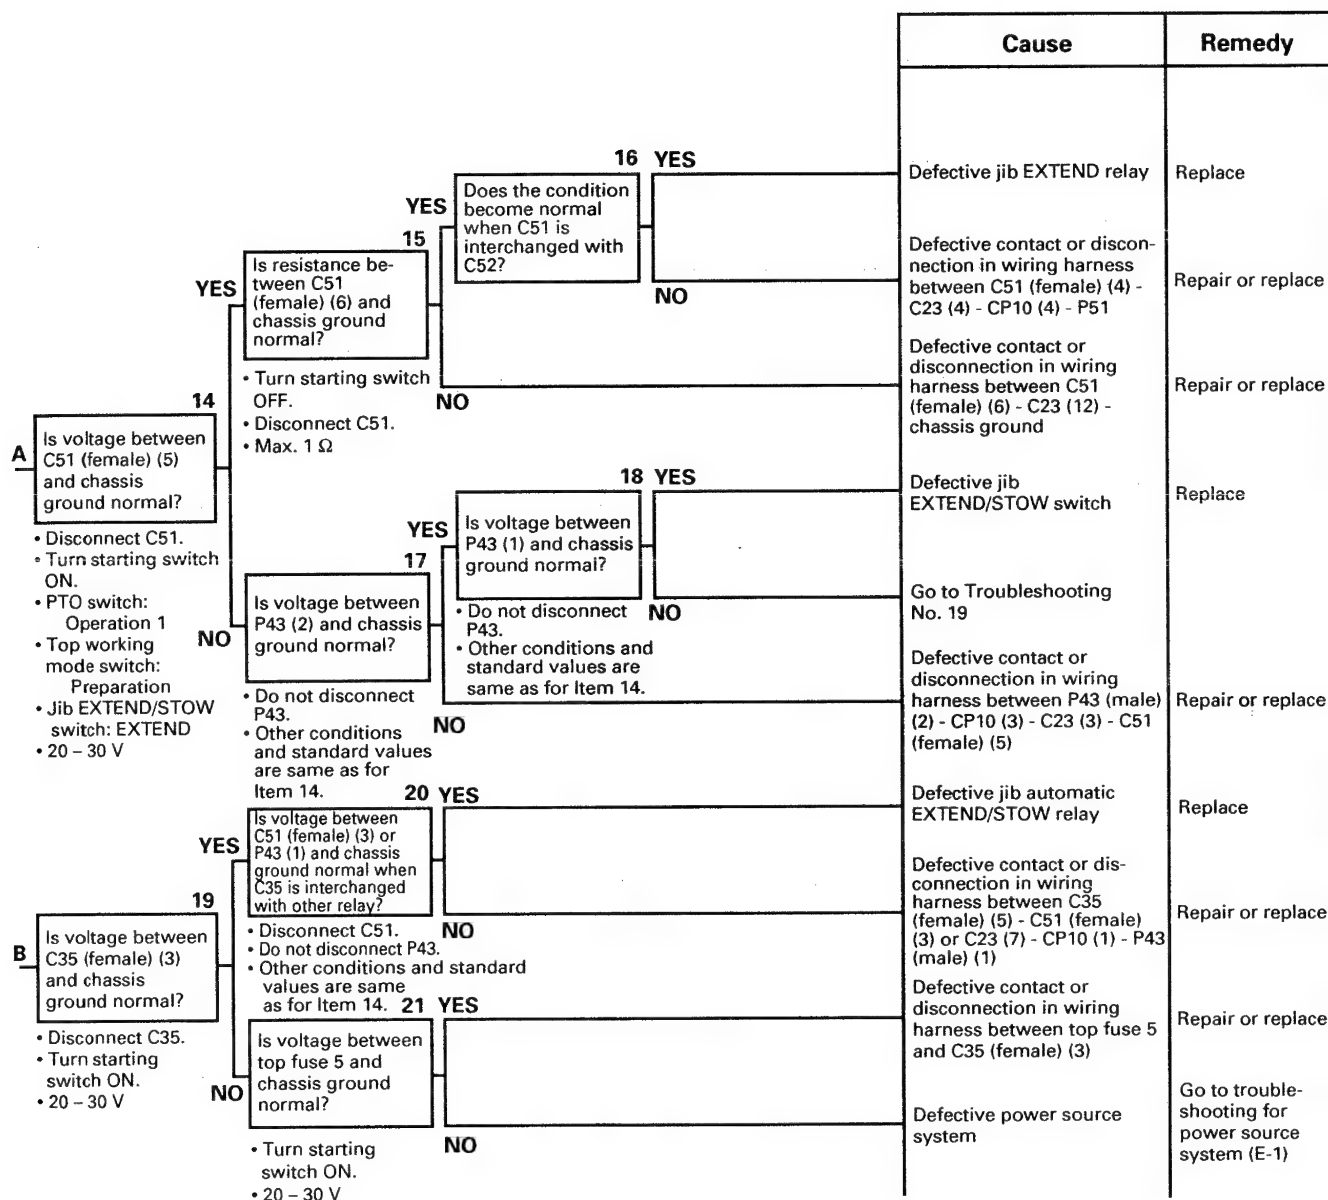 Cause
Remedy
16 YES
Does the condition
become normal
when C51 is
interchanged with
C52?
NO
Defective jib EXTEND relay
Replace
YES
15
Is resistance be-
tween C51
(female) (6) and
chassis ground
normal?
• Turn starting switch
OFF.
• Disconnect C51.
• Max. 1 Ω
NO
Defective contact or discon-
nection in wiring harness
between C51 (female) (4) -
C23 (4) - CP10 (4) - P51
Repair or replace
Defective contact or
disconnection in wiring
harness between C51
(female) (6) - C23 (12) -
chassis ground
Repair or replace
YES
14
A
Is voltage between
C51 (female) (5)
and chassis
ground normal?
• Disconnect C51.
• Turn starting switch
ON.
• PTO switch:
Operation 1
• Top working
mode switch:
Preparation
• Jib EXTEND/STOW
switch: EXTEND
• 20 – 30 V
NO
18 YES
Is voltage between
P43 (1) and chassis
ground normal?
• Do not disconnect
P43.
• Other conditions and
standard values are
same as for Item 14.
NO
Defective jib
EXTEND/STOW switch
Replace
Go to Troubleshooting
No. 19
YES
17
Is voltage between
P43 (2) and chassis
ground normal?
• Do not disconnect
P43.
• Other conditions
and standard values
are same as for
Item 14.
NO
Defective contact or
disconnection in wiring
harness between P43 (male)
(2) - CP10 (3) - C23 (3) - C51
(female) (5)
Repair or replace
20 YES
Is voltage between
C51 (female) (3) or
P43 (1) and chassis
ground normal when
C35 is interchanged
with other relay?
• Disconnect C51.
• Do not disconnect P43.
• Other conditions and standard
values are same
as for Item 14.
NO
Defective jib automatic
EXTEND/STOW relay
Replace
Defective contact or dis-
connection in wiring
harness between C35
(female) (5) - C51 (female)
(3) or C23 (7) - CP10 (1) - P43
(male) (1)
Repair or replace
YES
19
B
Is voltage between
C35 (female) (3)
and chassis
ground normal?
• Disconnect C35.
• Turn starting
switch ON.
• 20 – 30 V
NO
21 YES
Is voltage between
top fuse 5 and
chassis ground
normal?
• Turn starting
switch ON.
• 20 – 30 V
NO
Defective contact or
disconnection in wiring
harness between top fuse 5
and C35 (female) (3)
Repair or replace
Defective power source
system
Go to trouble-
shooting for
power source
system (E-1)